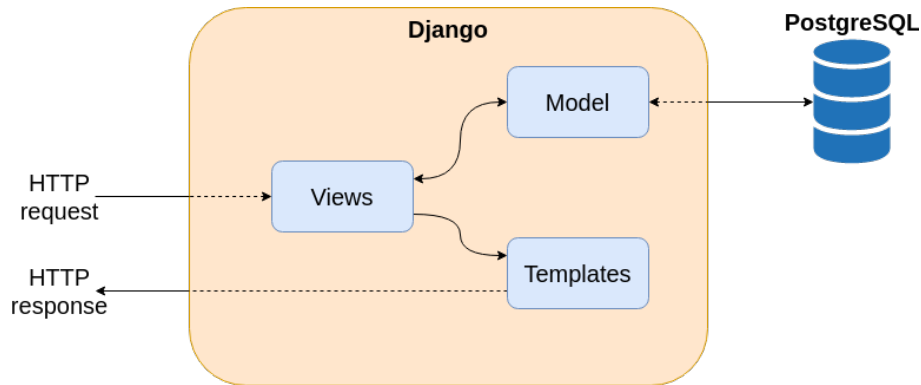 Django
PostgreSQL
Model
HTTP
request
Views
HTTP
response
Templates